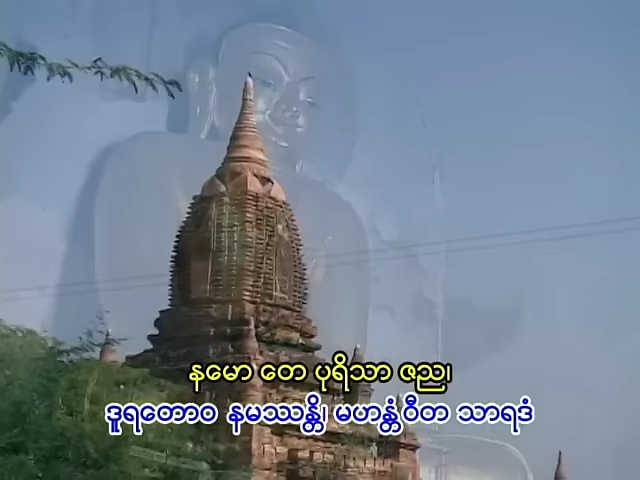 နမော တေ ပုရိသာ ဇည၊
ဒူရတောဝ နမဿန္တိ၊ မဟန္တံဝီတ သာရဒံ